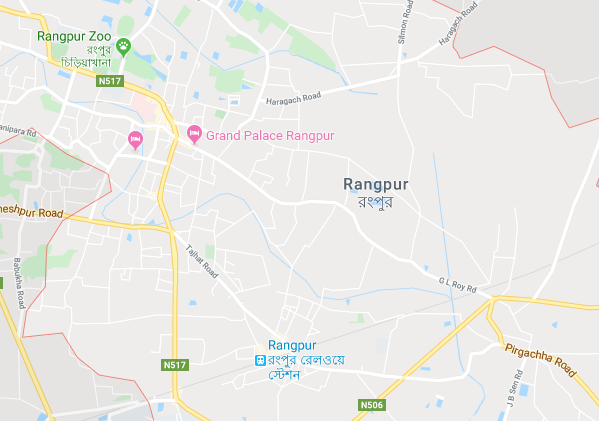 Rangpur Zoo
রংপুর
চিড়িয়াখানা
N517
Silmon Road
Haragach Road
Haragach Road
anipara Rd
Grand Palace Rangpur
Rangpur
রংপুর
heshpur Road
Tajhat Road
Babukha Road
G L Roy Rd
Rangpur
রংপুর রেলওয়ে
স্টেশন
N517
Pirgachha Road
J B Sen Rd
N506